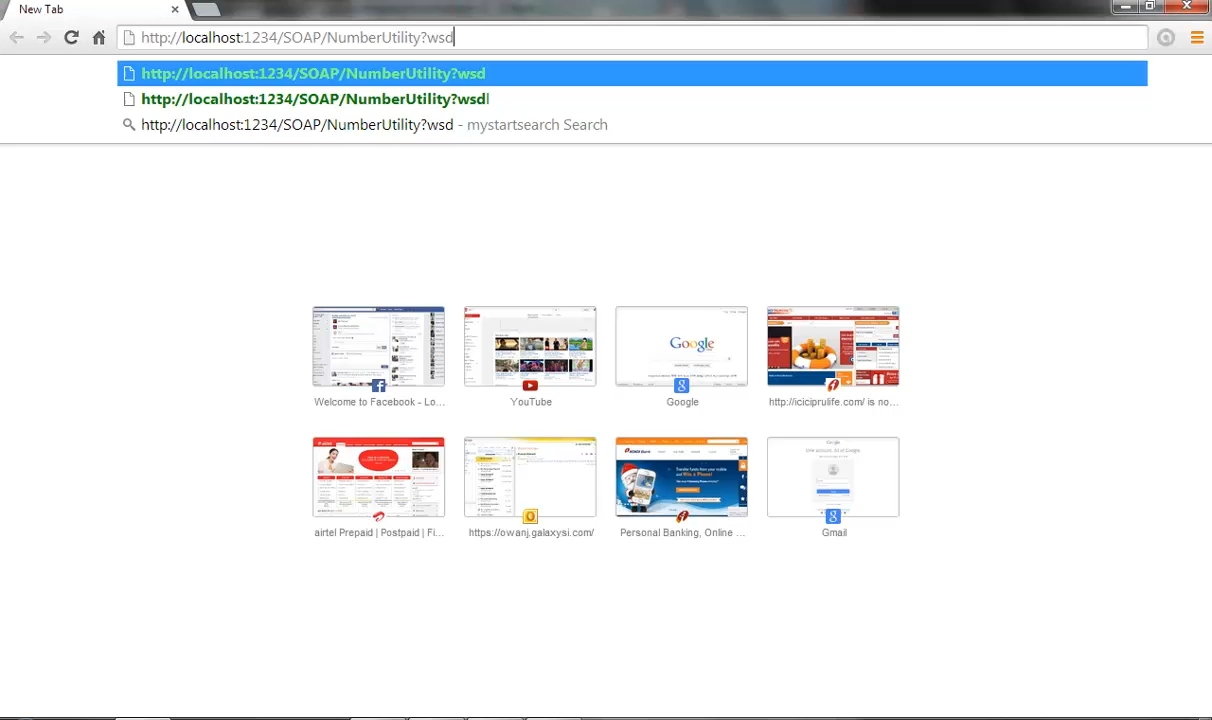 New Tab
http://localhost:1234/SOAP/NumberUtility?wsd
http://localhost:1234/SOAP/NumberUtility?wsd
http://localhost:1234/SOAP/NumberUtility?wsdl
http://localhost:1234/SOAP/NumberUtility?wsd - mystartsearch Search
Google
Welcome to Facebook - Lo...
YouTube
Google
http://iciciprulife.com/ is no...
airtel Prepaid | Postpaid | Fi...
https://owanj.galaxysi.com/
Personal Banking, Online ...
Gmail